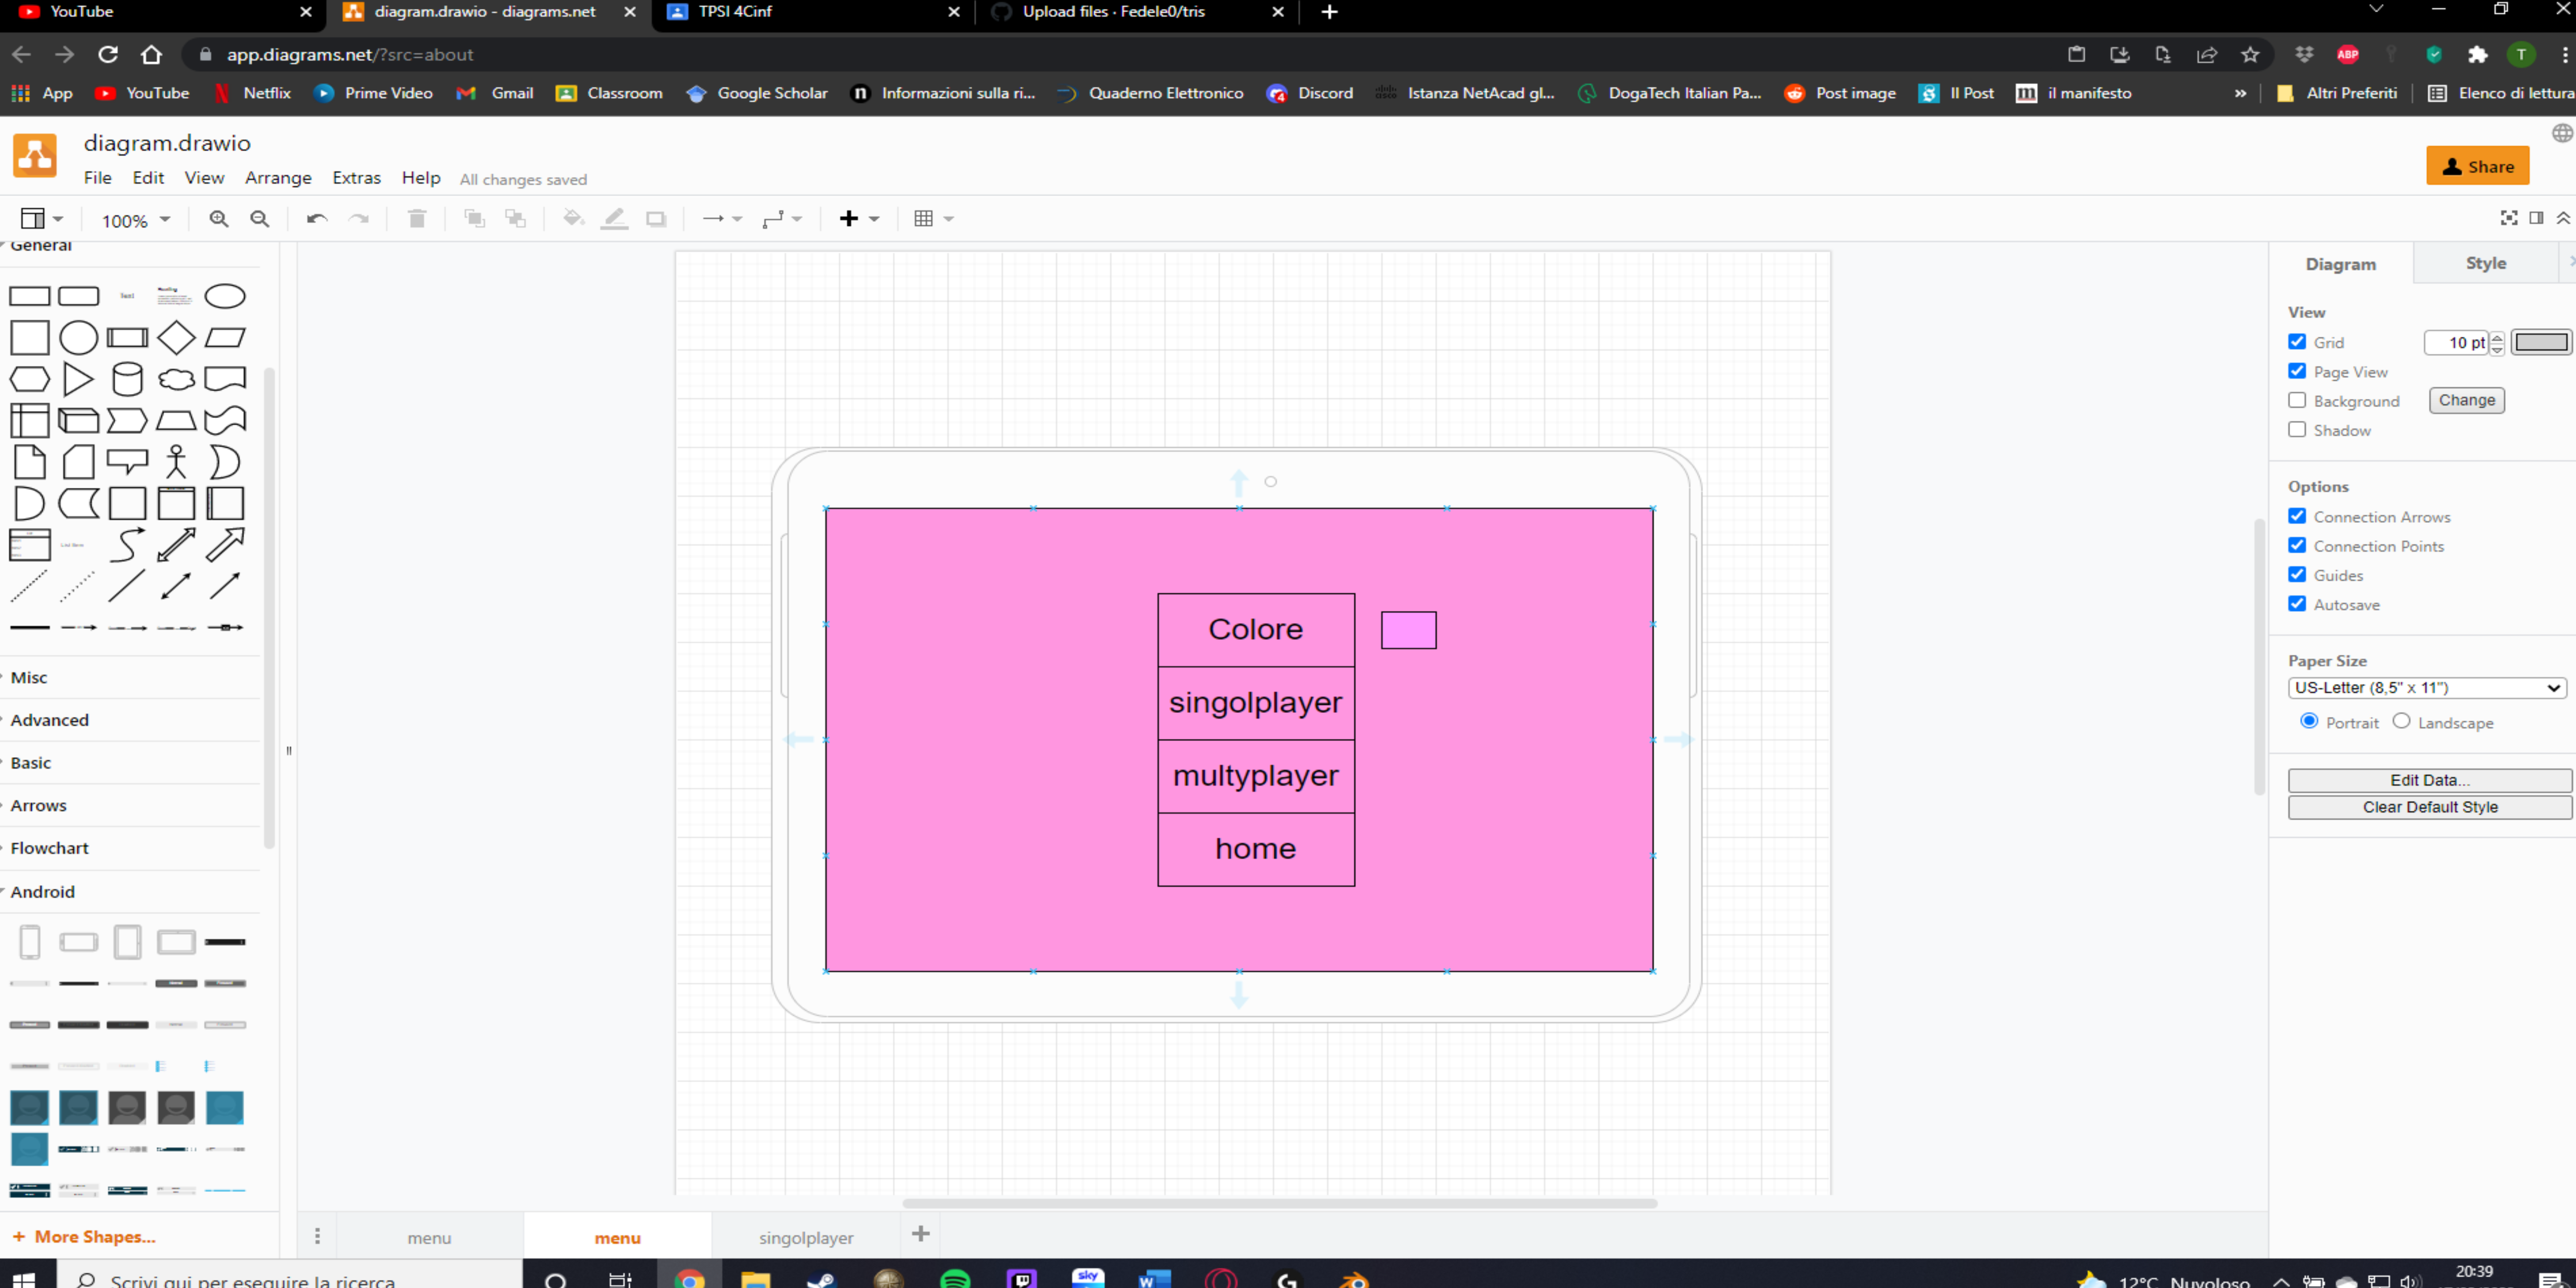 YouTube
diagram.drawio - diagrams.net
TPSI 4Cinf
Upload files · Fedele0/tris
app.diagrams.net/?src=about
ABP
T
App
YouTube
Netflix
Prime Video
Gmail
Classroom
Google Scholar
Informazioni sulla ri...
Quaderno Elettronico
Discord
Istanza NetAcad gl...
DogaTech Italian Pa...
Post image
Il Post
il manifesto
»
Altri Preferiti
Elenco di lettura
diagram.drawio
File Edit View Arrange Extras Help All changes saved
Share
100%
General
Text
Heading
Misc
Advanced
Basic
Arrows
Flowchart
Android
+ More Shapes...
Colore
singolplayer
multyplayer
home
Diagram
Style
View
Grid
10 pt
Page View
Background
Change
Shadow
Options
Connection Arrows
Connection Points
Guides
Autosave
Paper Size
US-Letter (8,5" x 11")
Portrait
Landscape
Edit Data...
Clear Default Style
menu
menu
singolplayer
Scrivi qui per eseguire la ricerca
sky
12°C Nuvoloso
20:39